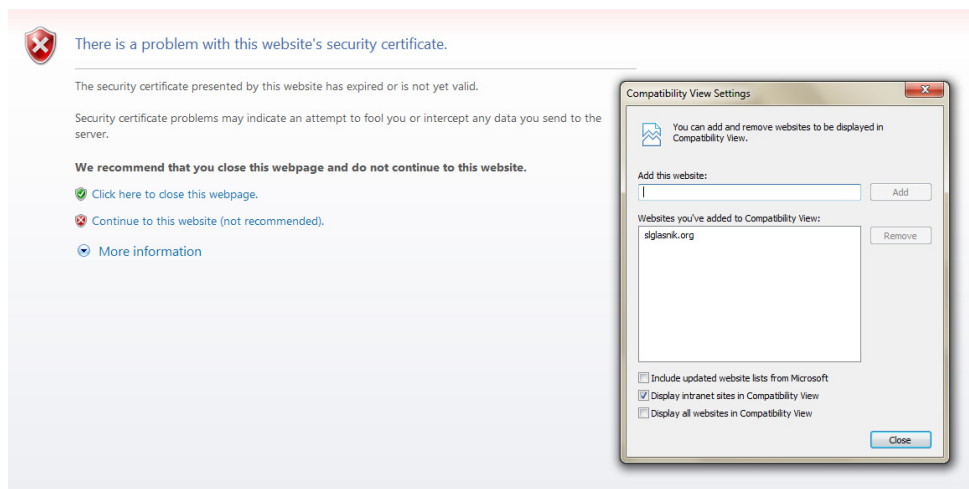 There is a problem with this website's security certificate.
The security certificate presented by this website has expired or is not yet valid.
Security certificate problems may indicate an attempt to fool you or intercept any data you send to the
server.
We recommend that you close this webpage and do not continue to this website.
Click here to close this webpage.
Continue to this website (not recommended).
More information
Compatibility View Settings
You can add and remove websites to be displayed in
Compatibility View.
Add this website:
Add
Websites you've added to Compatibility View:
slglasnik.org
Remove
Include updated website lists from Microsoft
Display intranet sites in Compatibility View
Display all websites in Compatibility View
Close